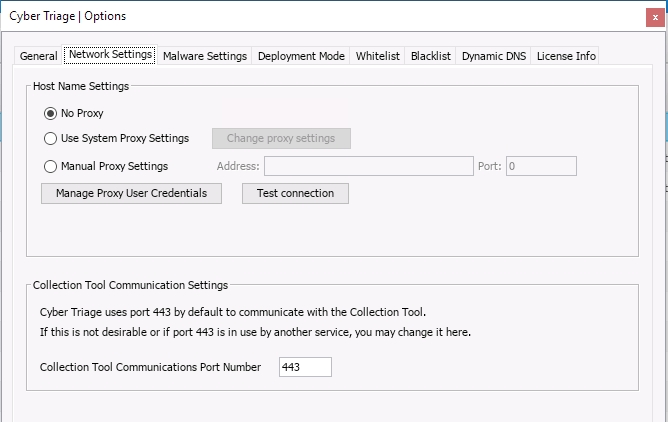 Cyber Triage | Options
x
General Network Settings Malware Settings Deployment Mode Whitelist Blacklist Dynamic DNS License Info
Host Name Settings
No Proxy
Use System Proxy Settings Change proxy settings
Manual Proxy Settings Address: Port: 0
Manage Proxy User Credentials Test connection
Collection Tool Communication Settings
Cyber Triage uses port 443 by default to communicate with the Collection Tool.
If this is not desirable or if port 443 is in use by another service, you may change it here.
Collection Tool Communications Port Number 443